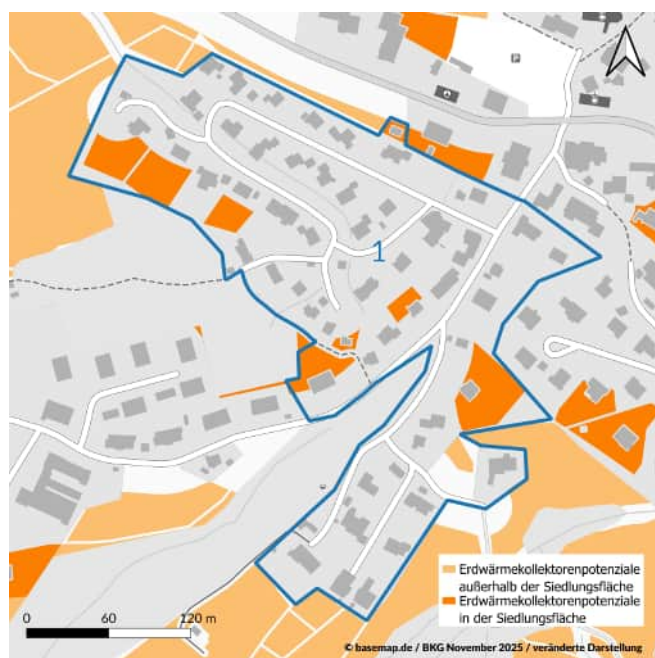 P
1
Erdwärmekollektorenpotenziale
außerhalb der Siedlungsfläche
Erdwärmekollektorenpotenziale
in der Siedlungsfläche
0 60 120 m
© basemap.de / BKG November 2025 / veränderte Darstellung